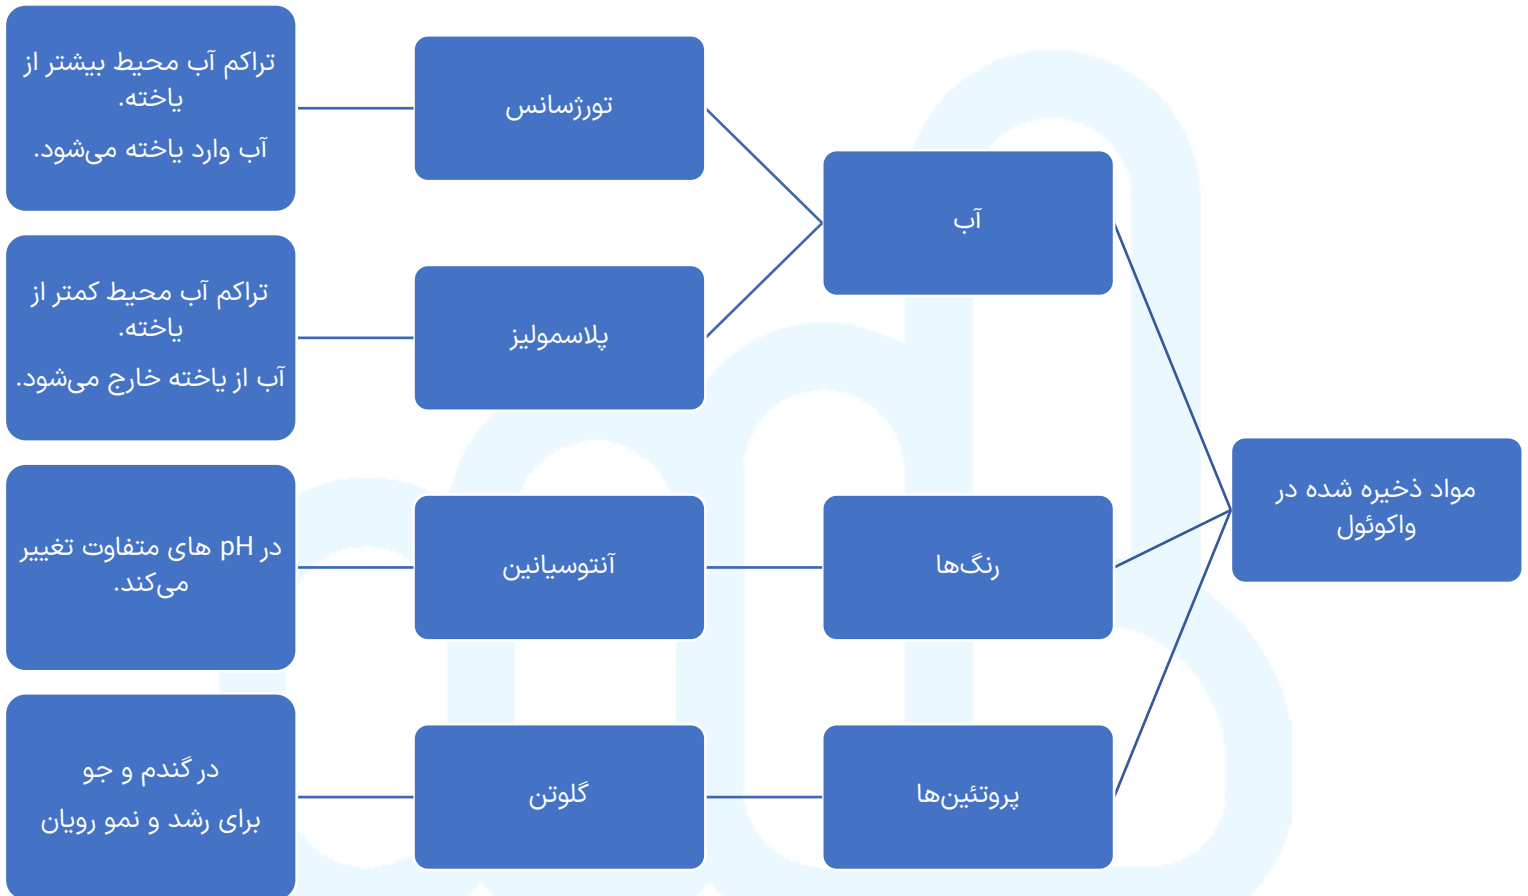 مواد ذخیره شده در
واکوئول
آب
تورژسانس
تراکم آب محیط بیشتر از
یاخته.
آب وارد یاخته می‌شود.
پلاسمولیز
تراکم آب محیط کمتر از
یاخته.
آب از یاخته خارج می‌شود.
رنگ‌ها
آنتوسیانین
در pH های متفاوت تغییر
می‌کند.
پروتئین‌ها
گلوتن
در گندم و جو
برای رشد و نمو رویان